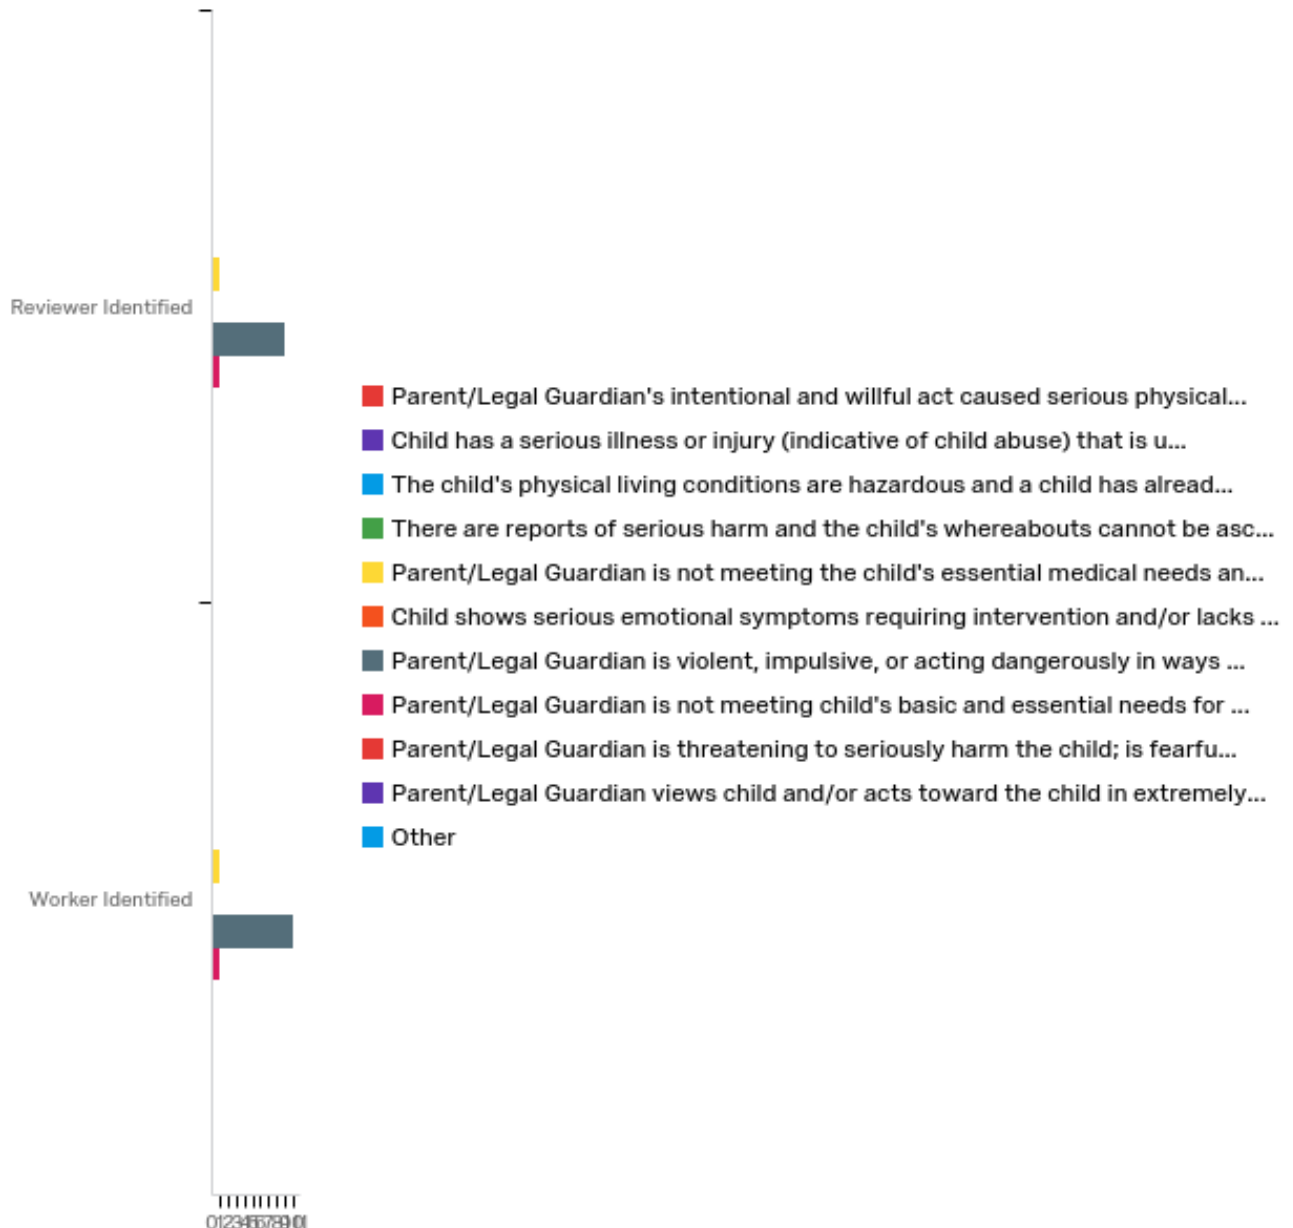 Reviewer Identified
Parent/Legal Guardian's intentional and willful act caused serious physical...
Child has a serious illness or injury (indicative of child abuse) that is u...
The child's physical living conditions are hazardous and a child has alread...
There are reports of serious harm and the child's whereabouts cannot be asc...
Parent/Legal Guardian is not meeting the child's essential medical needs an...
Child shows serious emotional symptoms requiring intervention and/or lacks ...
Parent/Legal Guardian is violent, impulsive, or acting dangerously in ways ...
Parent/Legal Guardian is not meeting child's basic and essential needs for ...
Parent/Legal Guardian is threatening to seriously harm the child; is fearfu...
Parent/Legal Guardian views child and/or acts toward the child in extremely...
Other
Worker Identified